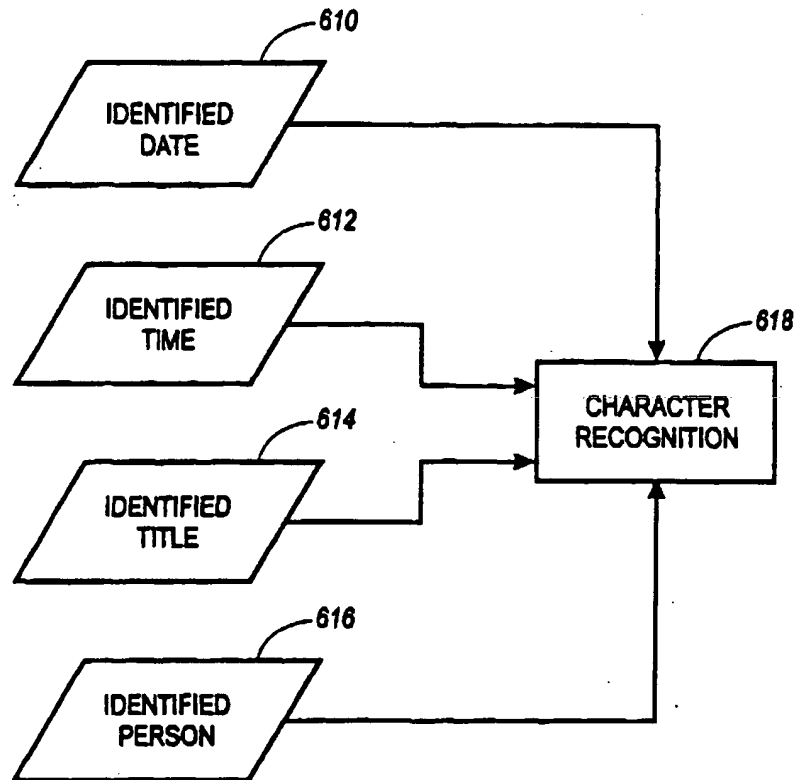 610
IDENTIFIED
DATE
612
IDENTIFIED
TIME
618
CHARACTER
RECOGNITION
614
IDENTIFIED
TITLE
616
IDENTIFIED
PERSON